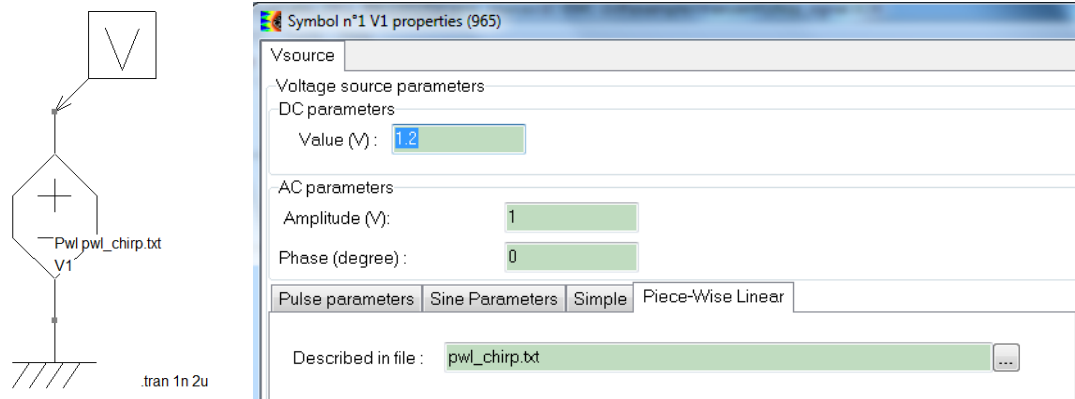 V
Pwl pwl_chirp.txt
V1
.tran 1n 2u
Symbol n°1 V1 properties (965)
Vsource
Voltage source parameters
DC parameters
Value (V) : 1.2
AC parameters
Amplitude (V): 1
Phase (degree) : 0
Pulse parameters Sine Parameters Simple Piece-Wise Linear
Described in file : pwl_chirp.txt ...